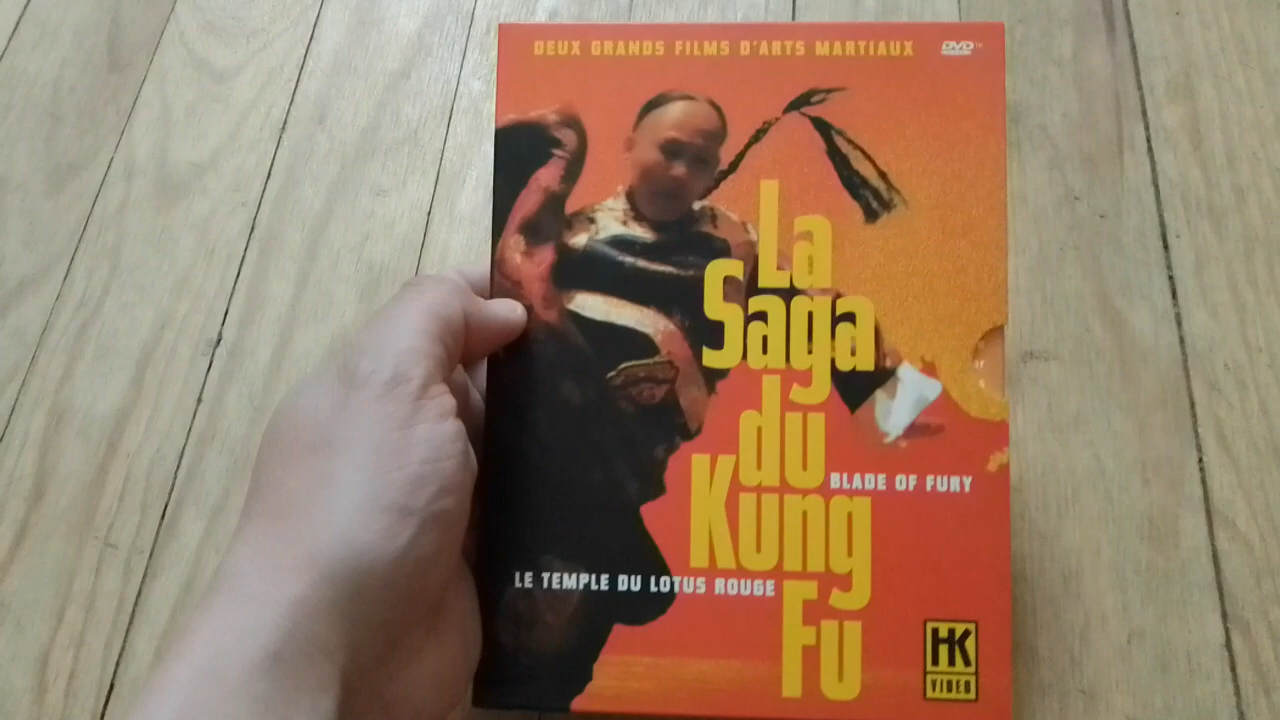 DEUX GRANDS FILMS D'ARTS MARTIAUX
DVD™
La
Saga
du
Kung
Fu
BLADE OF FURY
LE TEMPLE DU LOTUS ROUGE
HK
VIDEO